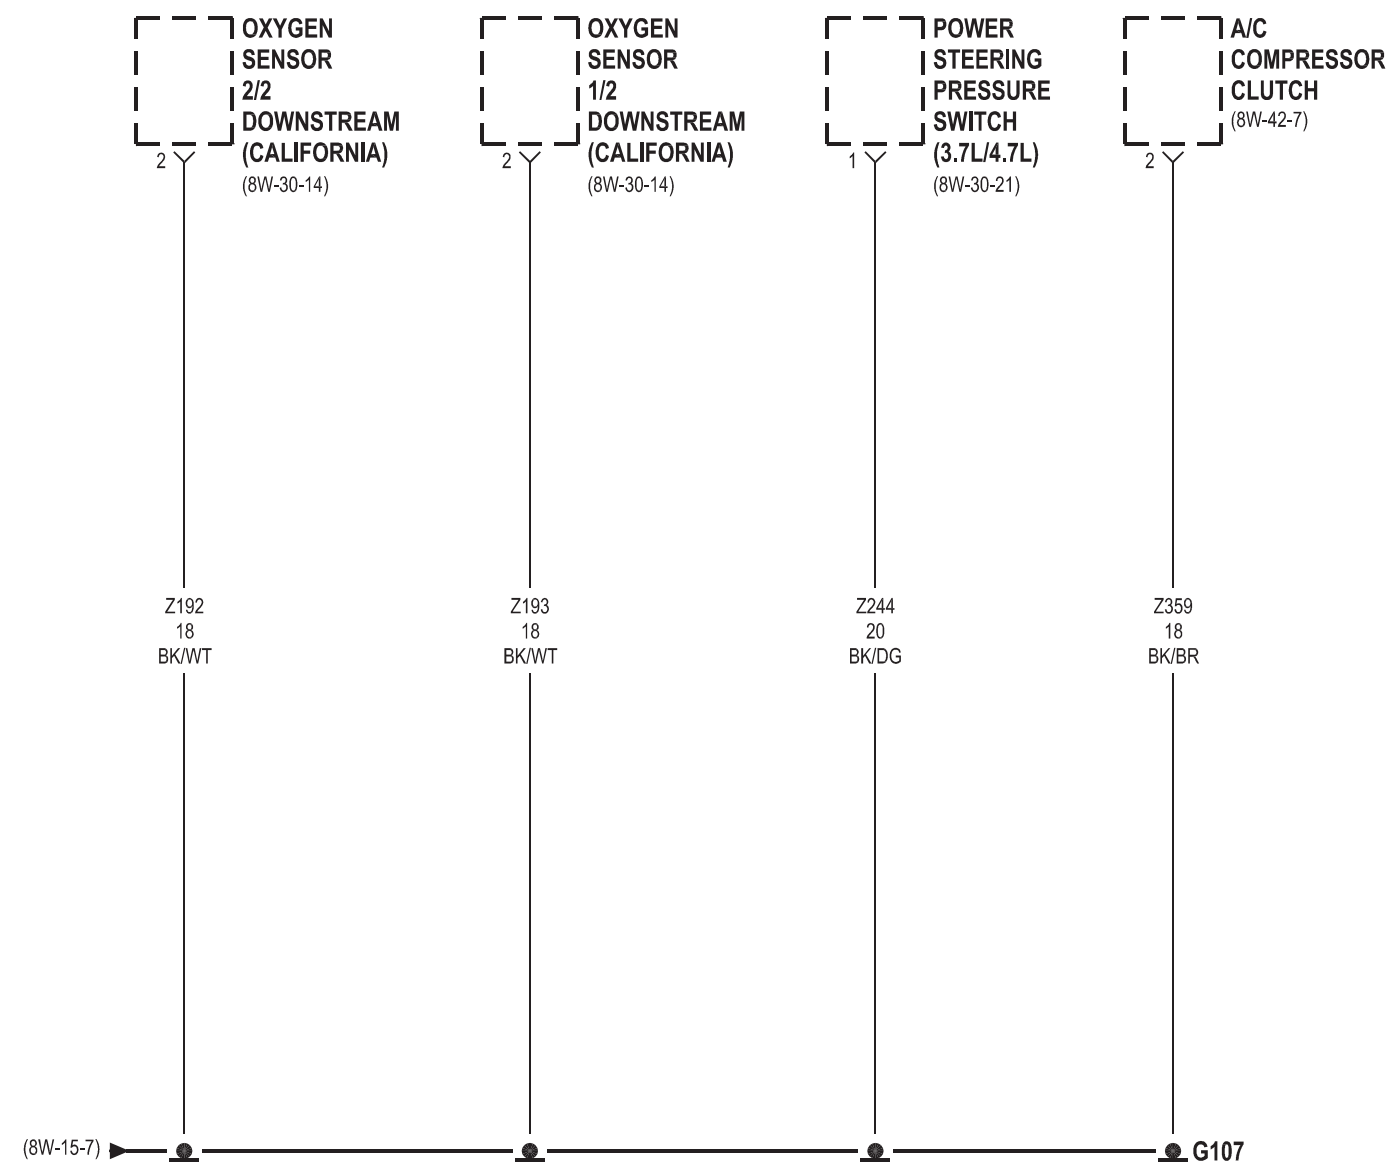 OXYGEN
SENSOR
2/2
DOWNSTREAM
(CALIFORNIA)
(8W-30-14)
2
OXYGEN
SENSOR
1/2
DOWNSTREAM
(CALIFORNIA)
(8W-30-14)
2
POWER
STEERING
PRESSURE
SWITCH
(3.7L/4.7L)
(8W-30-21)
1
A/C
COMPRESSOR
CLUTCH
(8W-42-7)
2
Z192
18
BK/WT
Z193
18
BK/WT
Z244
20
BK/DG
Z359
18
BK/BR
(8W-15-7)
G107